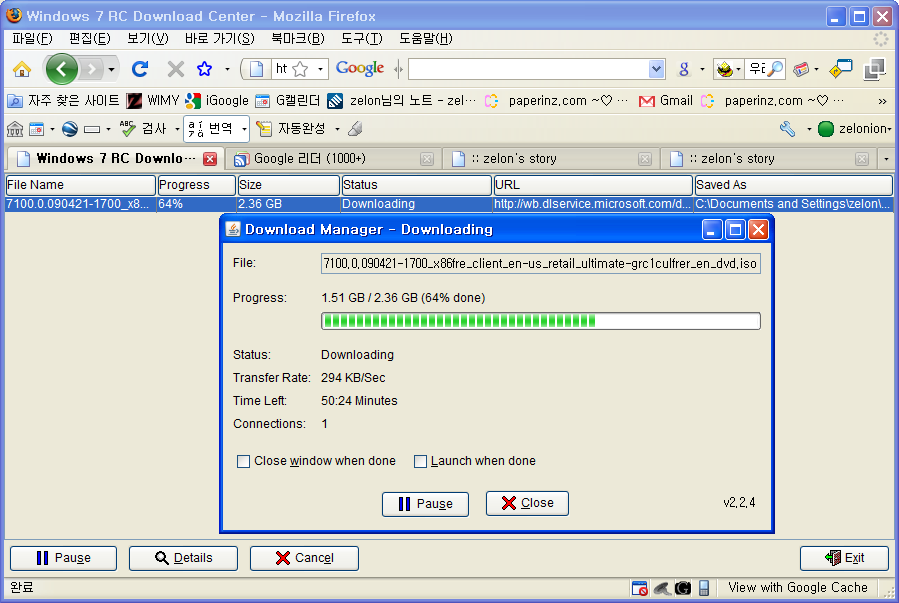 Windows 7 RC Download Center - Mozilla Firefox
파일(F) 편집(E) 보기(V) 바로 가기(S) 북마크(B) 도구(T) 도움말(H)
ht Google g
자주 찾은 사이트 WIMY iGoogle G캘린더 zelon님의 노트 - zel··· paperinz,com ~♡ ··· Gmail paperinz,com ~♡ ··· »
ABC 검사 번역 자동완성 zelonion
Windows 7 RC Downlo··· Google 리더 (1000+) :: zelon's story :: zelon's story
File Name Progress Size Status URL Saved As
7100.0.090421-1700_x8... 64% 2.36 GB Downloading http://wb.dlservice.microsoft.com/d... C:\Documents and Settings\zelon\...
Download Manager - Downloading
File: 7100,0,090421-1700_x86fre_client_en-us_retail_ultimate-grc1culfrer_en_dvd,iso
Progress: 1.51 GB / 2.36 GB (64% done)
Status: Downloading
Transfer Rate: 294 KB/Sec
Time Left: 50:24 Minutes
Connections: 1
Close window when done Launch when done
Pause Close v2,2,4
Pause Details Cancel Exit
완료 View with Google Cache